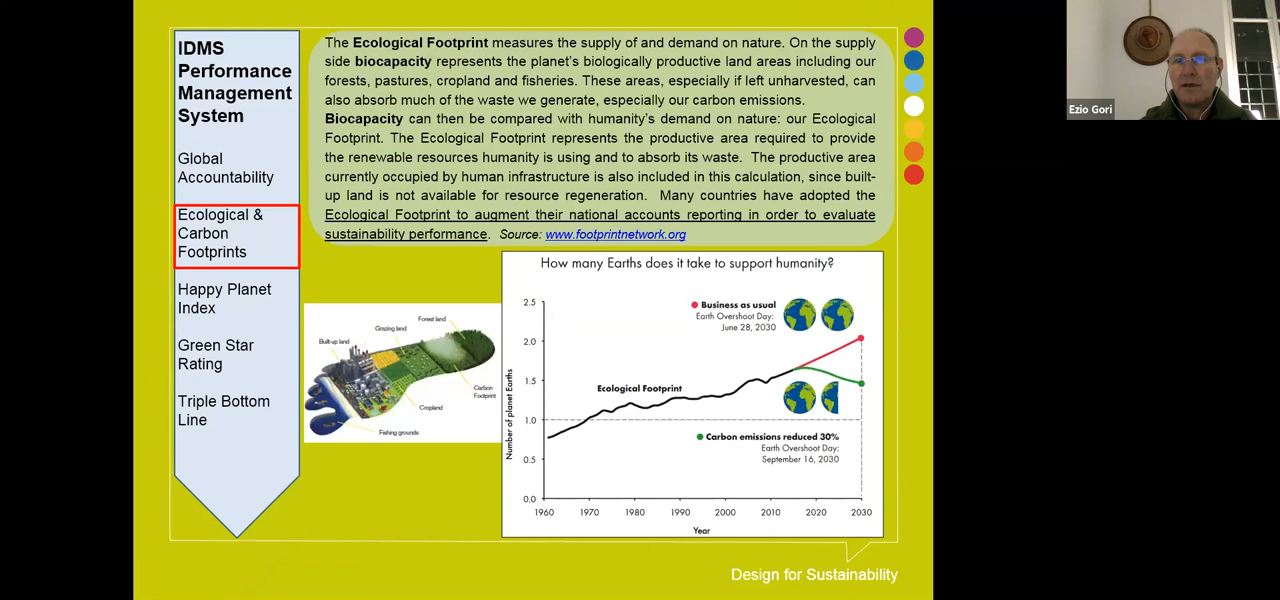 IDMS
Performance
Management
System
Global
Accountability
Ecological &
Carbon
Footprints
Happy Planet
Index
Green Star
Rating
Triple Bottom
Line
The Ecological Footprint measures the supply of and demand on nature. On the supply
side biocapacity represents the planet's biologically productive land areas including our
forests, pastures, cropland and fisheries. These areas, especially if left unharvested, can
also absorb much of the waste we generate, especially our carbon emissions.
Biocapacity can then be compared with humanity's demand on nature: our Ecological
Footprint. The Ecological Footprint represents the productive area required to provide
the renewable resources humanity is using and to absorb its waste. The productive area
currently occupied by human infrastructure is also included in this calculation, since built-
up land is not available for resource regeneration. Many countries have adopted the
Ecological Footprint to augment their national accounts reporting in order to evaluate
sustainability performance. Source: www.footprintnetwork.org
Forest land
Grazing land
Built-up land
Carbon
Footprint
Cropland
Fishing grounds
How many Earths does it take to support humanity?
2.5
2.0
1.5
1.0
0.5
0.0
Number of planet Earths
Business as usual
Earth Overshoot Day:
June 28, 2030
Ecological Footprint
Carbon emissions reduced 30%
Earth Overshoot Day:
September 16, 2030
1960 1970 1980 1990 2000 2010 2020 2030
Year
Design for Sustainability
Ezio Gori